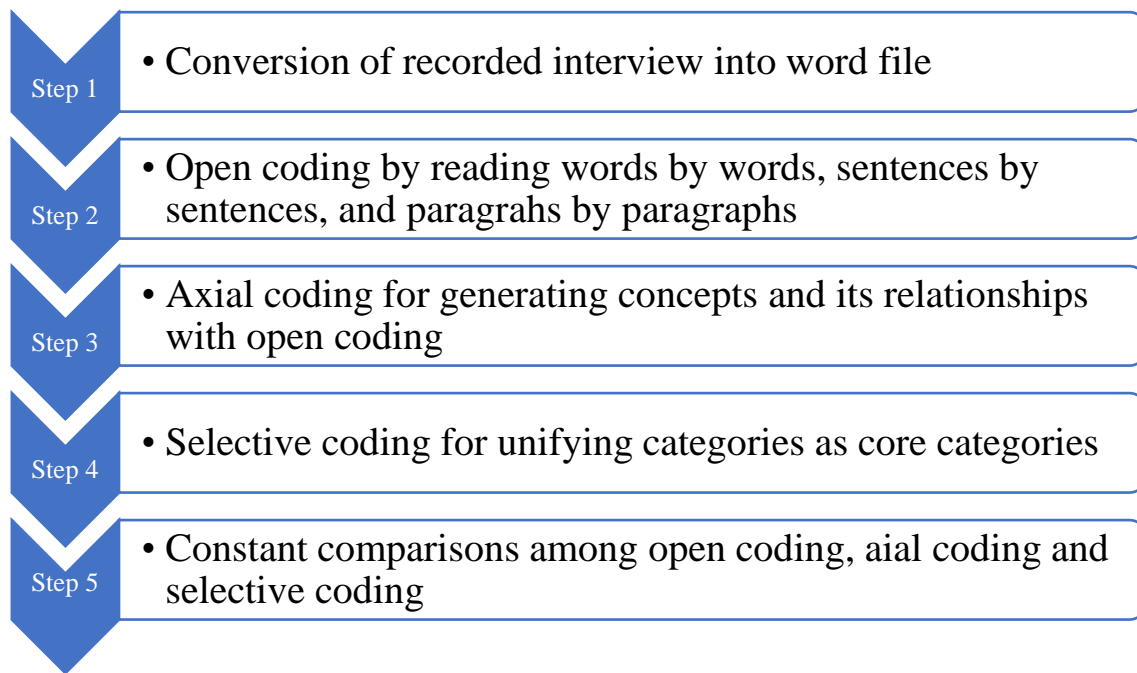 Step 1
• Conversion of recorded interview into word file
Step 2
• Open coding by reading words by words, sentences by
sentences, and paragrahs by paragraphs
Step 3
• Axial coding for generating concepts and its relationships
with open coding
Step 4
• Selective coding for unifying categories as core categories
Step 5
• Constant comparisons among open coding, aial coding and
selective coding